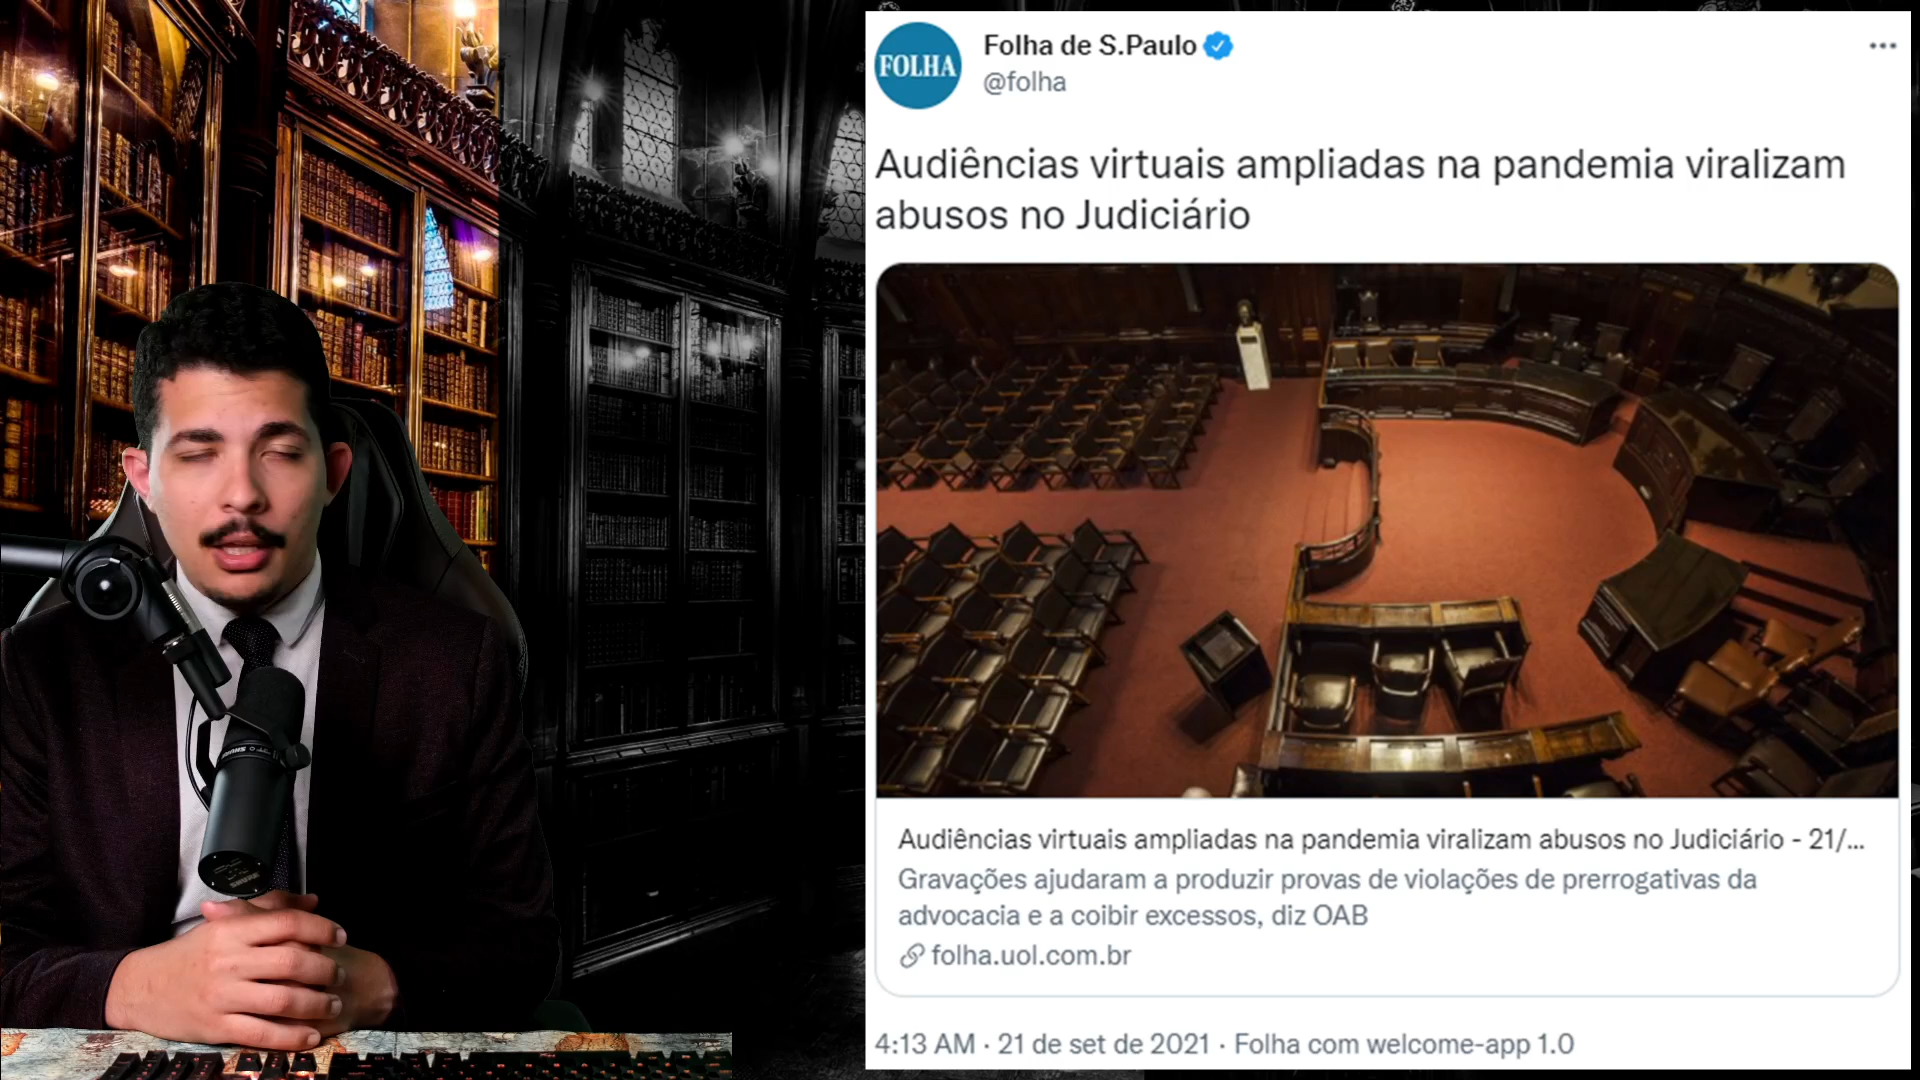 FOLHA
Folha de S.Paulo
@folha
Audiências virtuais ampliadas na pandemia viralizam
abusos no Judiciário
Audiências virtuais ampliadas na pandemia viralizam abusos no Judiciário - 21/...
Gravações ajudaram a produzir provas de violações de prerrogativas da
advocacia e a coibir excessos, diz OAB
folha.uol.com.br
4:13 AM · 21 de set de 2021 · Folha com welcome-app 1.0
SHURE
SHURE